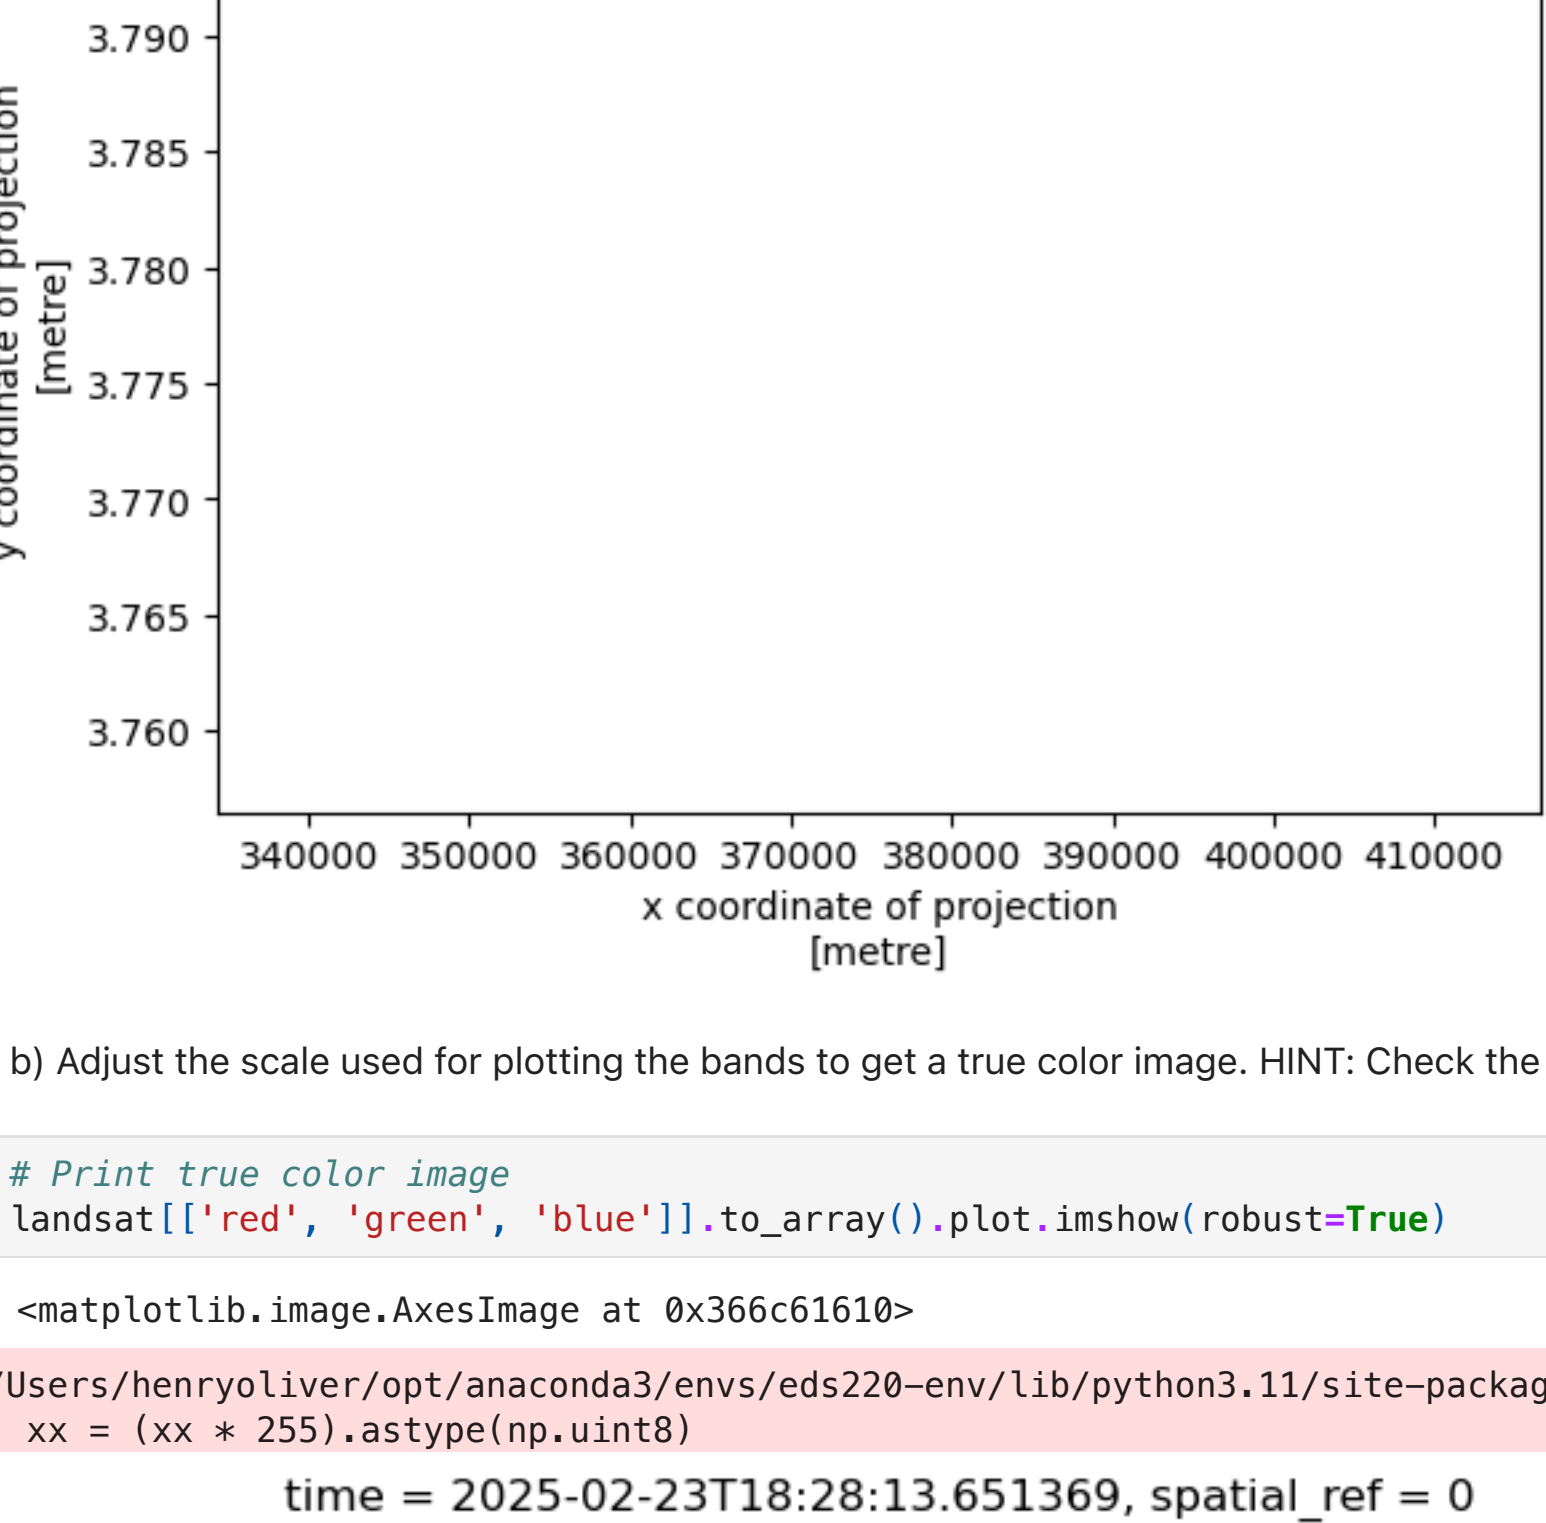 3.790
3.785
3.780
3.775
3.770
3.765
3.760
y coordinate of projection
[metre]
340000 350000 360000 370000 380000 390000 400000 410000
x coordinate of projection
[metre]
b) Adjust the scale used for plotting the bands to get a true color image. HINT: Check the
# Print true color image
landsat[['red', 'green', 'blue']].to_array().plot.imshow(robust=True)
<matplotlib.image.AxesImage at 0x366c61610>
/Users/henryoliver/opt/anaconda3/envs/eds220-env/lib/python3.11/site-packag
xx = (xx * 255).astype(np.uint8)
time = 2025-02-23T18:28:13.651369, spatial_ref = 0